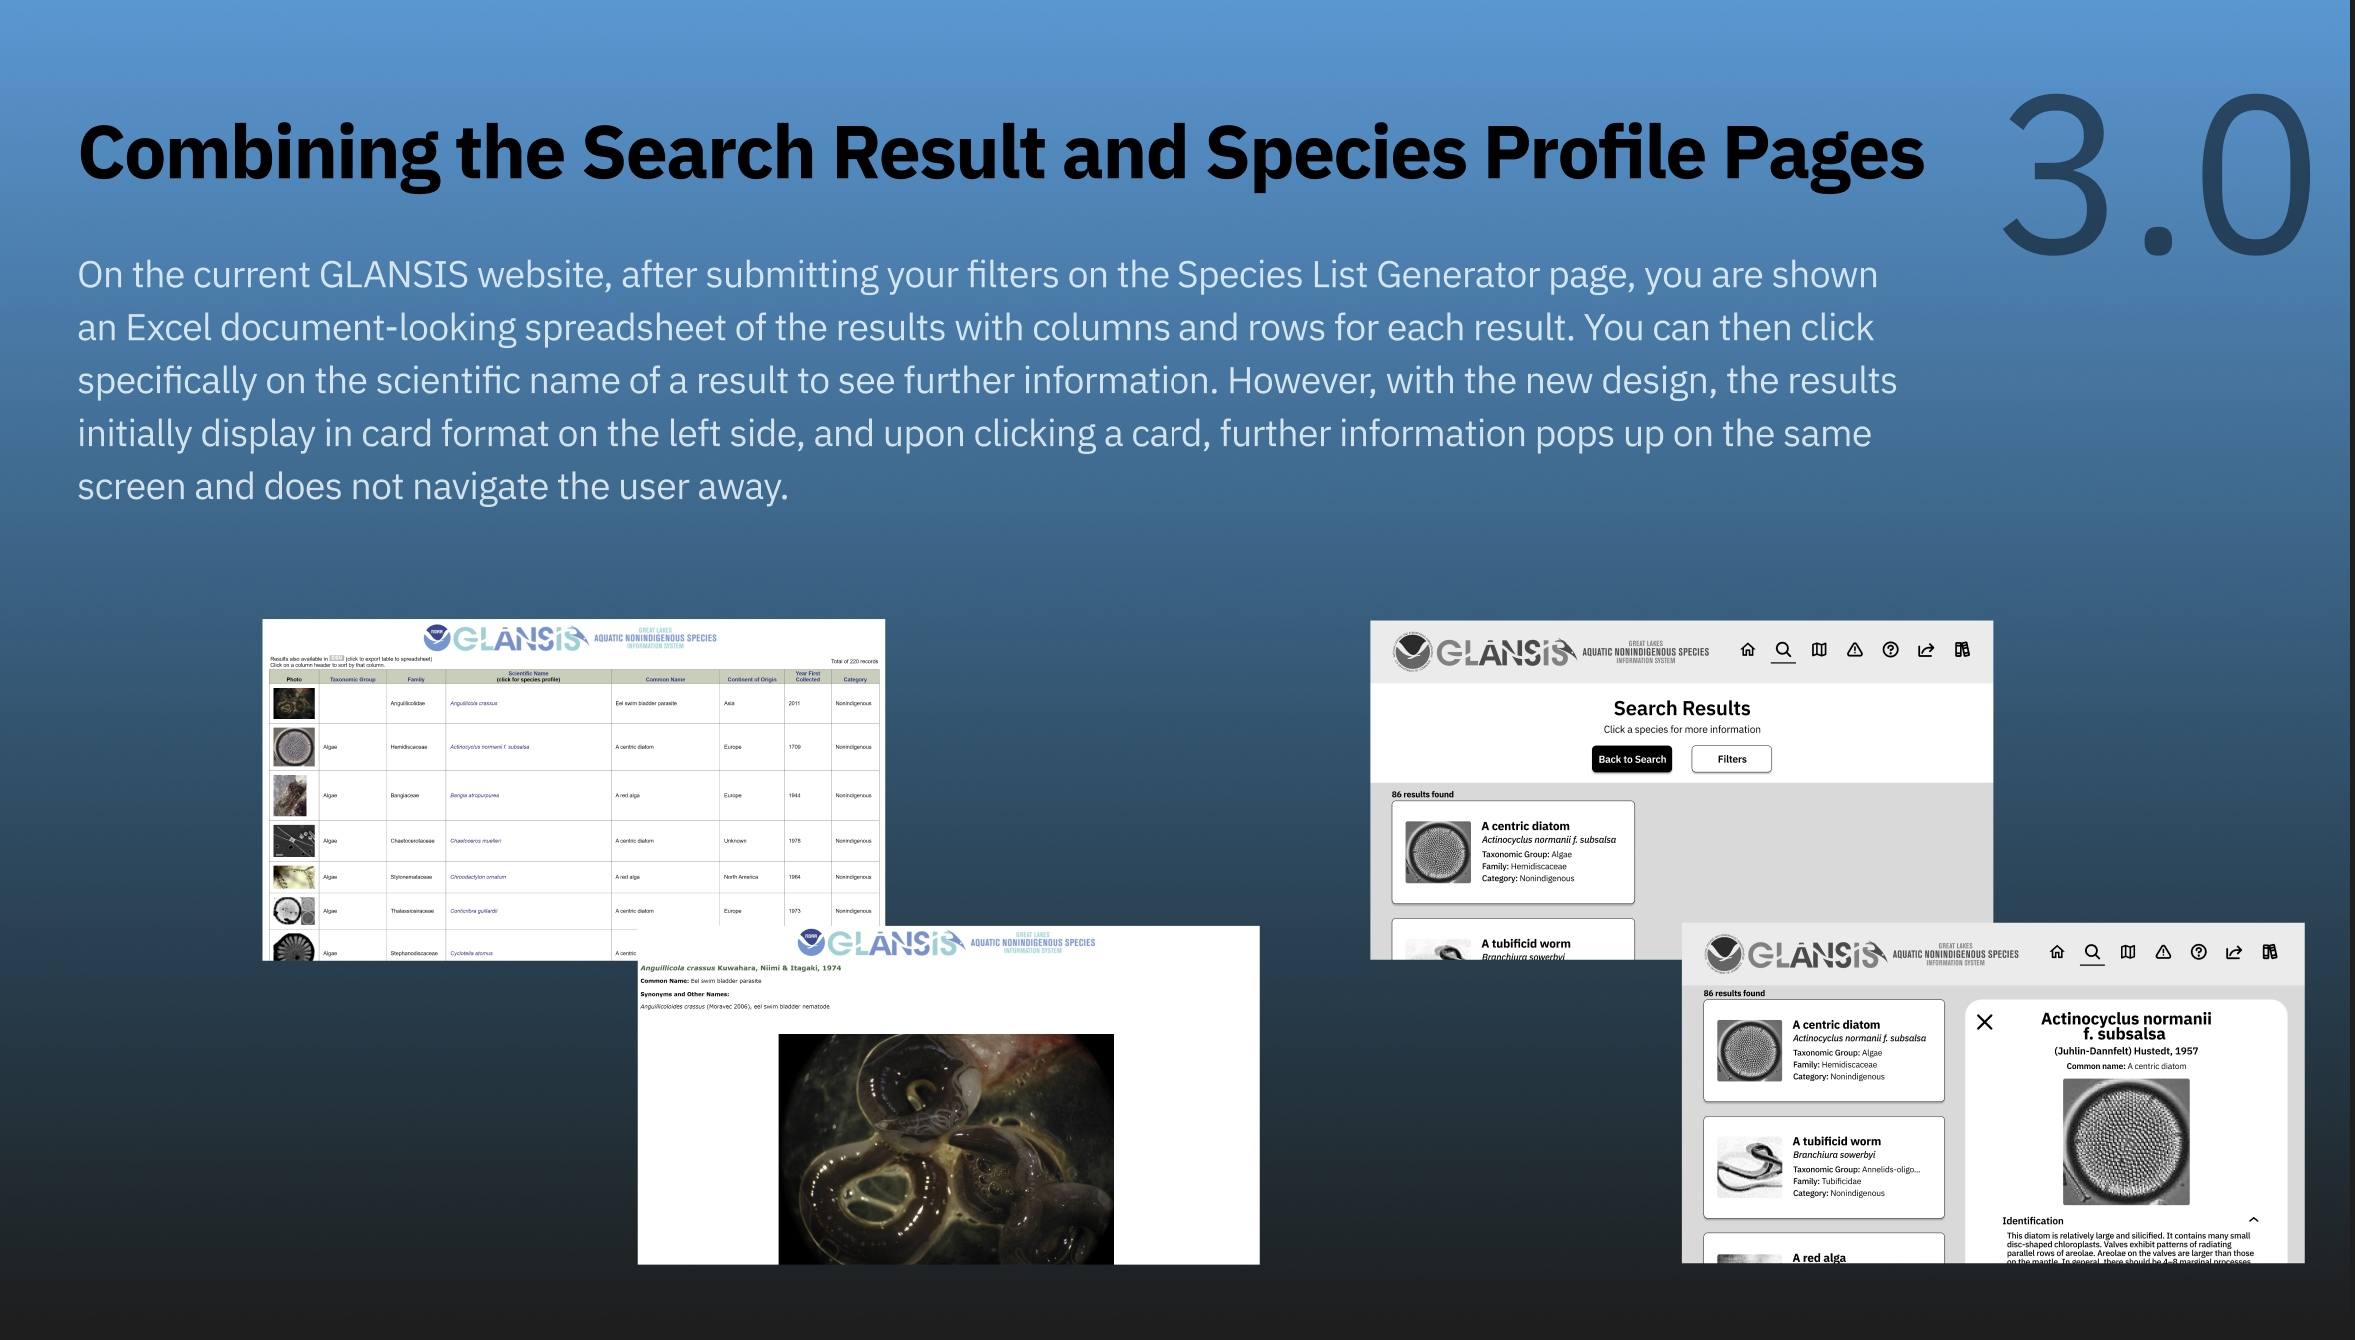 Combining the Search Result and Species Profile Pages
3.0
On the current GLANSIS website, after submitting your filters on the Species List Generator page, you are shown
an Excel document-looking spreadsheet of the results with columns and rows for each result. You can then click
specifically on the scientific name of a result to see further information. However, with the new design, the results
initially display in card format on the left side, and upon clicking a card, further information pops up on the same
screen and does not navigate the user away.
NOAA GLANSIS GREAT LAKES
AQUATIC NONINDIGENOUS SPECIES
INFORMATION SYSTEM
Results also available in CSV (click to export table to spreadsheet)
Click on a column header to sort by that column.
Total of 220 records
Photo Taxonomic Group Family Scientific Name (click for species profile) Common Name Continent of Origin Year First Collected Category
Anguillicolidae Anguillicola crassus Eel swim bladder parasite Asia 2011 Nonindigenous
Algae Hemidiscaceae Actinocyclus normanii f. subsalsa A centric diatom Europe 1709 Nonindigenous
Algae Bangiaceae Bangia atropurpurea A red alga Europe 1944 Nonindigenous
Algae Chaetocerotaceae Chaetoceros muelleri A centric diatom Unknown 1978 Nonindigenous
Algae Stylonemataceae Chroodactylon ornatum A red alga North America 1964 Nonindigenous
Algae Thalassiosiraceae Conticribra guillardii A centric diatom Europe 1973 Nonindigenous
Algae Stephanodiscaceae Cyclotella atomus A centric
NOAA GLANSIS GREAT LAKES
AQUATIC NONINDIGENOUS SPECIES
INFORMATION SYSTEM
Anguillicola crassus Kuwahara, Niimi & Itagaki, 1974
Common Name: Eel swim bladder parasite
Synonyms and Other Names:
Anguillicoloides crassus (Moravec 2006), eel swim bladder nematode
GLANSIS GREAT LAKES
AQUATIC NONINDIGENOUS SPECIES
INFORMATION SYSTEM
Search Results
Click a species for more information
Back to Search Filters
86 results found
A centric diatom
Actinocyclus normanii f. subsalsa
Taxonomic Group: Algae
Family: Hemidiscaceae
Category: Nonindigenous
A tubificid worm
Branchiura sowerbyi
GLANSIS GREAT LAKES
AQUATIC NONINDIGENOUS SPECIES
INFORMATION SYSTEM
86 results found
A centric diatom
Actinocyclus normanii f. subsalsa
Taxonomic Group: Algae
Family: Hemidiscaceae
Category: Nonindigenous
A tubificid worm
Branchiura sowerbyi
Taxonomic Group: Annelids-oligo...
Family: Tubificidae
Category: Nonindigenous
A red alga
Actinocyclus normanii
f. subsalsa
(Juhlin-Dannfelt) Hustedt, 1957
Common name: A centric diatom
Identification
This diatom is relatively large and silicified. It contains many small
disc-shaped chloroplasts. Valves exhibit patterns of radiating
parallel rows of areolae. Areolae on the valves are larger than those
on the mantle. In general, there should be 4–8 marginal processes